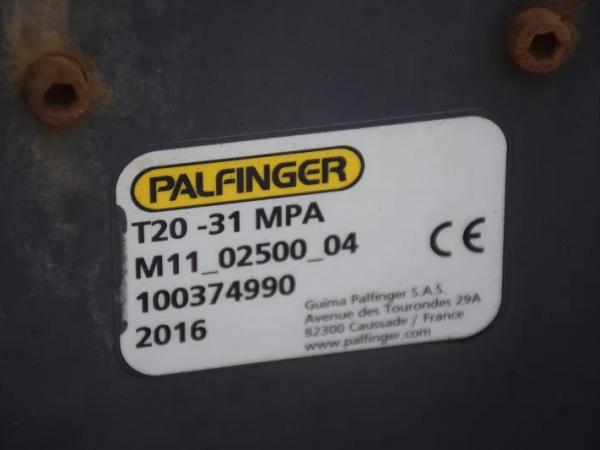 PALFINGER
T20 -31 MPA
M11_02500_04
100374990
2016
CE
Guima Palfinger S.A.S.
Avenue des Tourondes 29A
82300 Caussade / France
www.palfinger.com